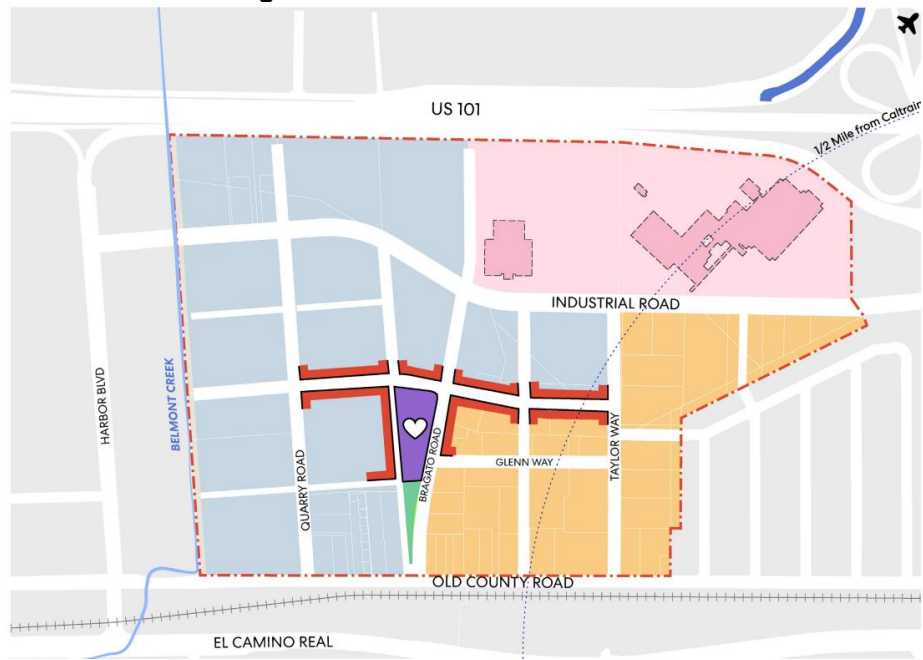 US 101
1/2 Mile from Caltrain
INDUSTRIAL ROAD
HARBOR BLVD
BELMONT CREEK
QUARRY ROAD
BRAGATO ROAD
GLENN WAY
TAYLOR WAY
OLD COUNTY ROAD
EL CAMINO REAL